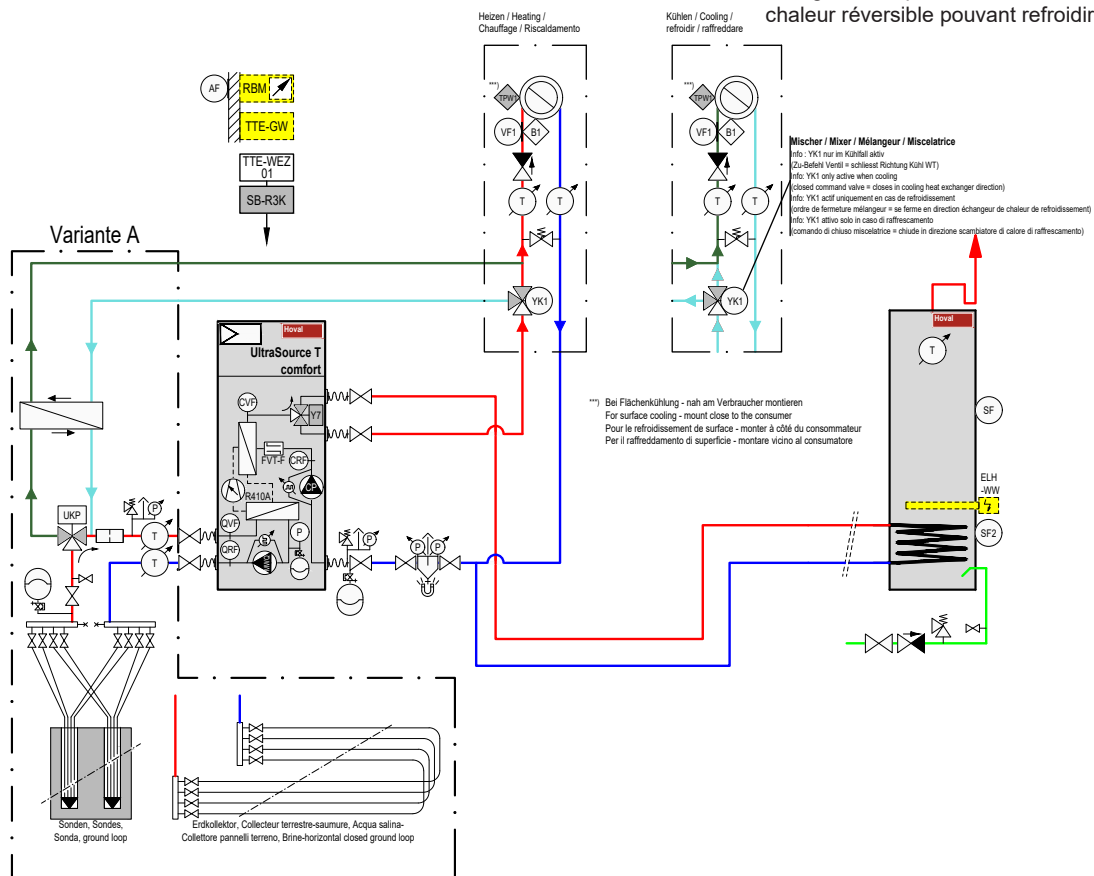 chaleur réversible pouvant refroidir
Heizen / Heating /
Chauffage / Riscaldamento
Kühlen / Cooling /
refroidir / raffreddare
AF
RBM
TTE-GW
TTE-WEZ
01
SB-R3K
***)
TPW1
VF1
B1
T
T
YK1
***)
TPW1
VF1
B1
T
T
YK1
Mischer / Mixer / Mélangeur / Miscelatrice
Info : YK1 nur im Kühlfall aktiv
(Zu-Befehl Ventil = schliesst Richtung Kühl WT)
Info: YK1 only active when cooling
(closed command valve = closes in cooling heat exchanger direction)
Info: YK1 actif uniquement en cas de refroidissement
(ordre de fermeture mélangeur = se ferme en direction échangeur de chaleur de refroidissement)
Info: YK1 attivo solo in caso di raffrescamento
(comando di chiuso miscelatrice = chiude in direzione scambiatore di calore di raffrescamento)
Variante A
Hoval
UltraSource T
comfort
CVF
Y7
FVT-F
CRF
CP
R410A
QVF
QRF
P
UKP
P
T
T
P
P
P
Hoval
T
SF
ELH
-WW
SF2
***) Bei Flächenkühlung - nah am Verbraucher montieren
For surface cooling - mount close to the consumer
Pour le refroidissement de surface - monter à côté du consommateur
Per il raffreddamento di superficie - montare vicino al consumatore
Sonden, Sondes,
Sonda, ground loop
Erdkollektor, Collecteur terrestre-saumure, Acqua salina-
Collettore pannelli terreno, Brine-horizontal closed ground loop